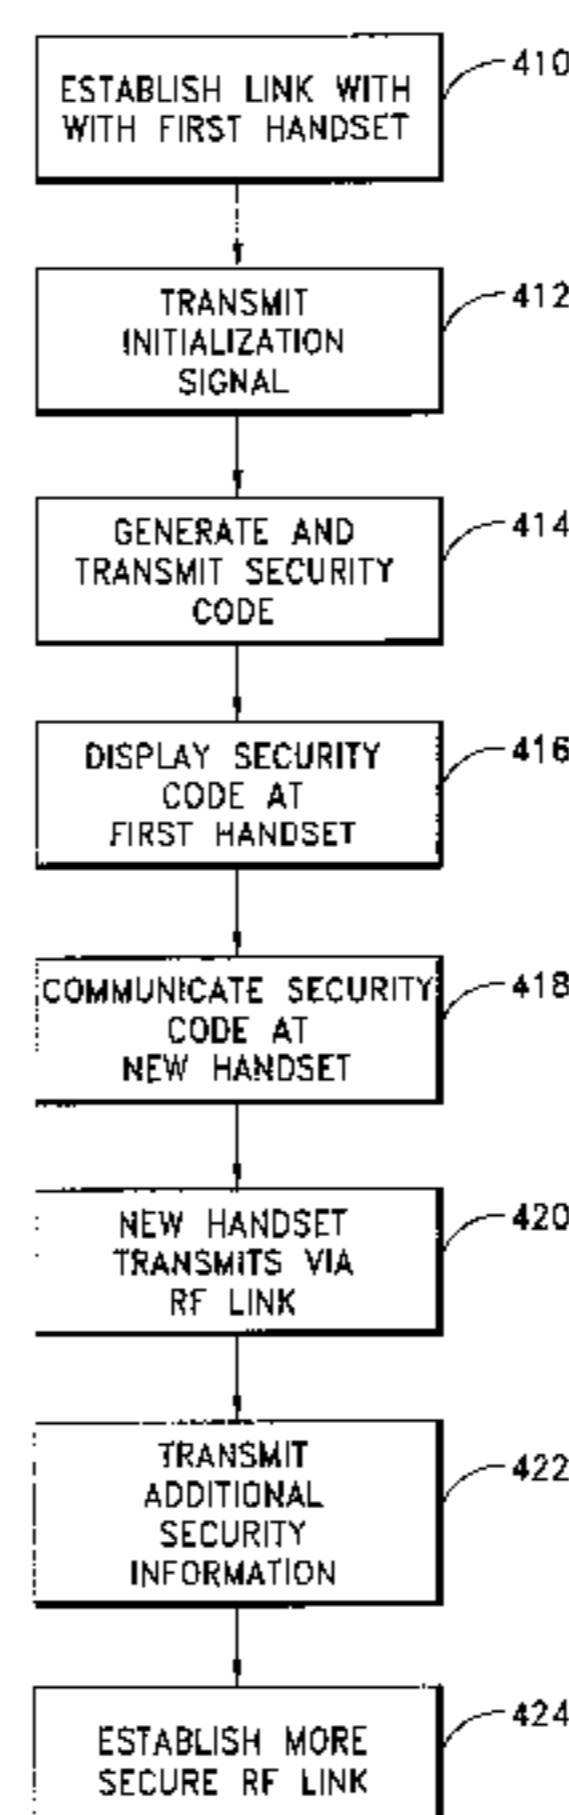 ESTABLISH LINK WITH
WITH FIRST HANDSET
410
TRANSMIT
INITIALIZATION
SIGNAL
412
GENERATE AND
TRANSMIT SECURITY
CODE
414
DISPLAY SECURITY
CODE AT
FIRST HANDSET
416
COMMUNICATE SECURITY
CODE AT
NEW HANDSET
418
NEW HANDSET
TRANSMITS VIA
RF LINK
420
TRANSMIT
ADDITIONAL
SECURITY
INFORMATION
422
ESTABLISH MORE
SECURE RF LINK
424